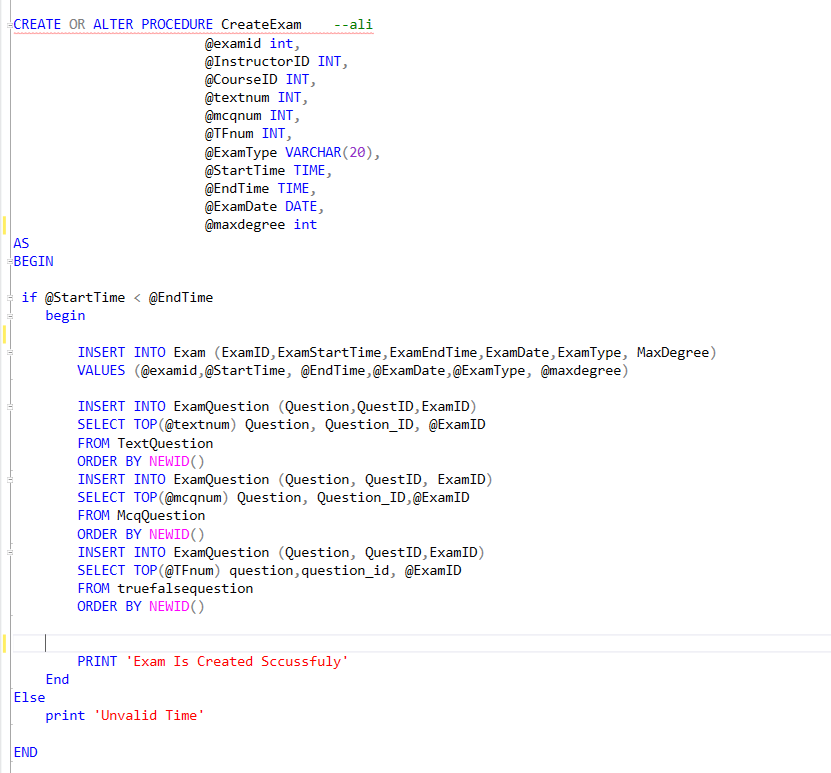 CREATE OR ALTER PROCEDURE CreateExam    --ali
@examid int,
@InstructorID INT,
@CourseID INT,
@textnum INT,
@mcqnum INT,
@TFnum INT,
@ExamType VARCHAR(20),
@StartTime TIME,
@EndTime TIME,
@ExamDate DATE,
@maxdegree int
AS
BEGIN
if @StartTime < @EndTime
begin
INSERT INTO Exam (ExamID,ExamStartTime,ExamEndTime,ExamDate,ExamType, MaxDegree)
VALUES (@examid,@StartTime, @EndTime,@ExamDate,@ExamType, @maxdegree)
INSERT INTO ExamQuestion (Question,QuestID,ExamID)
SELECT TOP(@textnum) Question, Question_ID, @ExamID
FROM TextQuestion
ORDER BY NEWID()
INSERT INTO ExamQuestion (Question, QuestID, ExamID)
SELECT TOP(@mcqnum) Question, Question_ID,@ExamID
FROM McqQuestion
ORDER BY NEWID()
INSERT INTO ExamQuestion (Question, QuestID,ExamID)
SELECT TOP(@TFnum) question,question_id, @ExamID
FROM truefalsequestion
ORDER BY NEWID()
PRINT 'Exam Is Created Sccussfuly'
End
Else
print 'Unvalid Time'
END